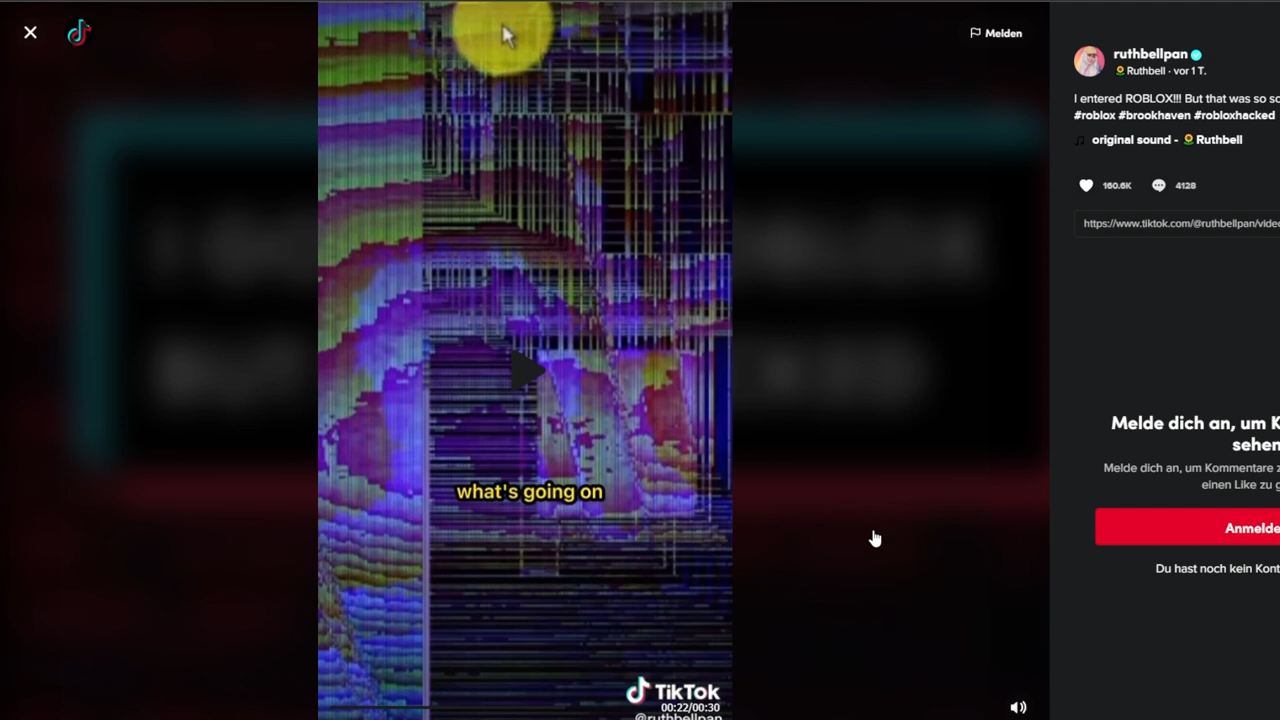 Melden
ruthbellpan
Ruthbell · vor 1 T.
I entered ROBLOX!!! But that was so
#roblox #brookhaven #robloxhacked
original sound - Ruthbell
160.6K
4128
https://www.tiktok.com/@ruthbellpan/video
Melde dich an, um K
sehen
Melde dich an, um Kommentare z
einen Like zu g
what's going on
Anmelde
Du hast noch kein Kont
TikTok
00:22/00:30
@ruthbellpan